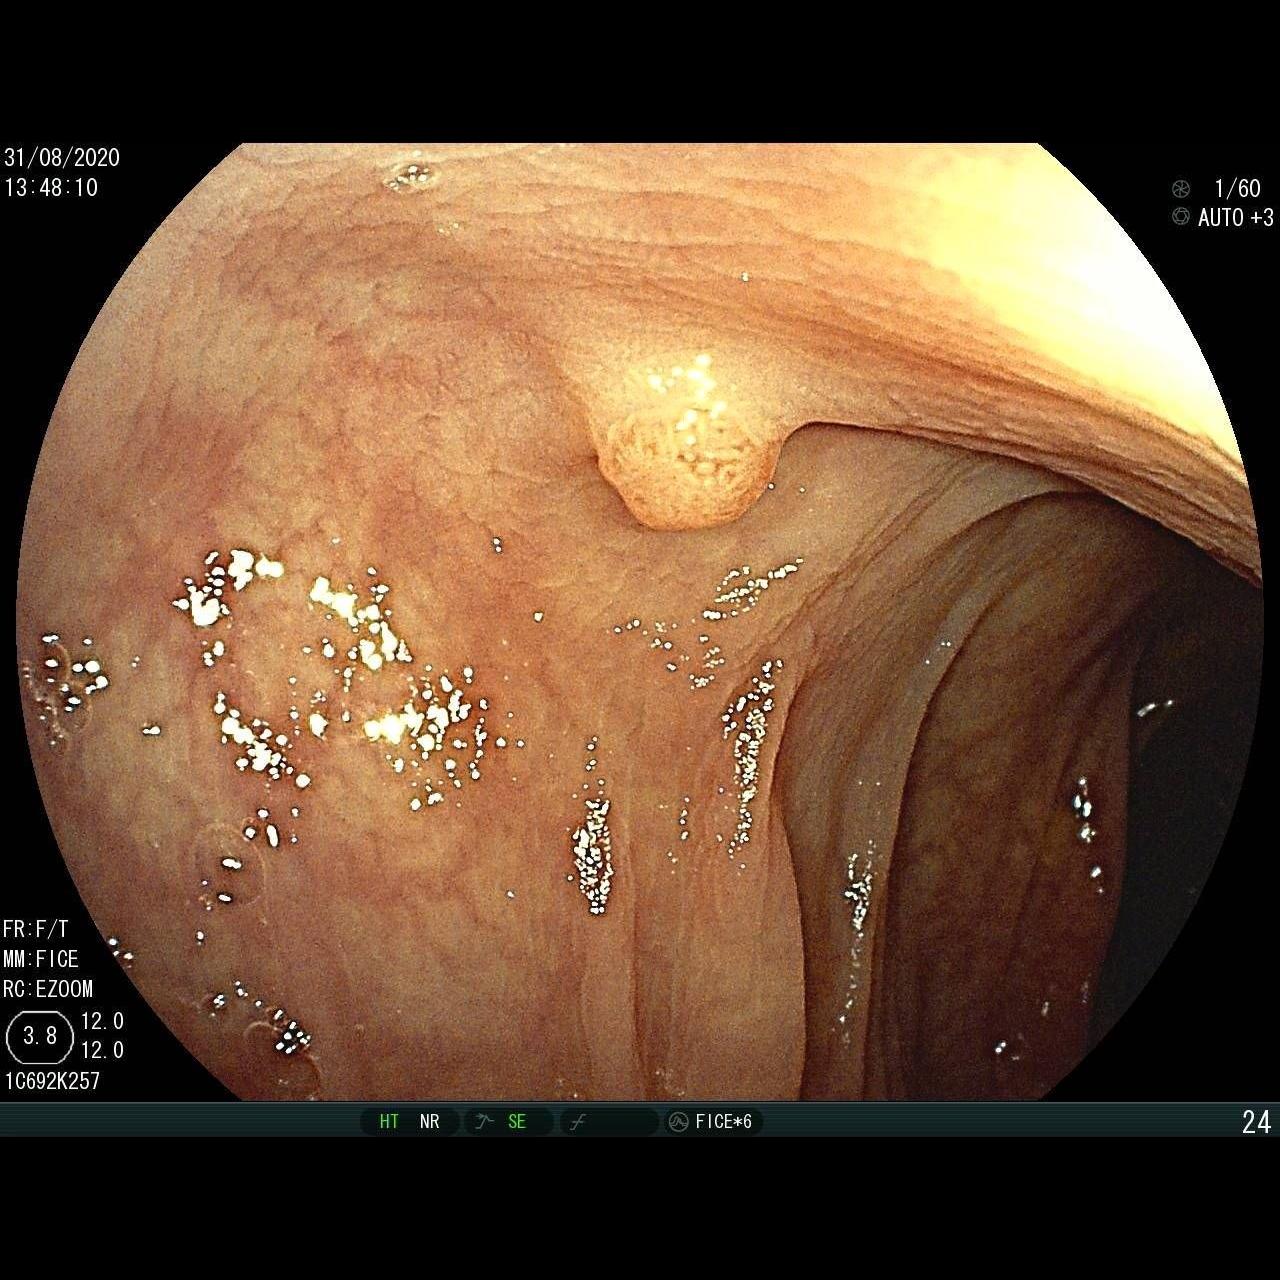 31/08/2020
13:48:10
1/60
AUTO +3
FR:F/T
MM:FICE
RC:EZOOM
3.8
12.0
12.0
1C692K257
HT NR SE FICE*6
24